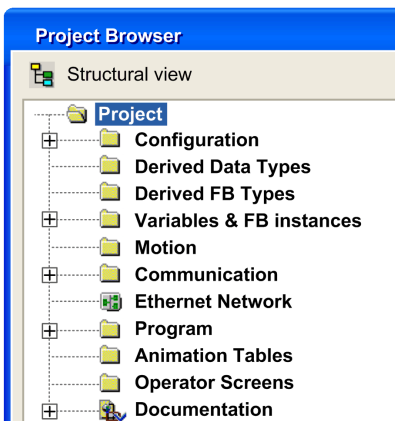 Project Browser
Structural view
Project
Configuration
Derived Data Types
Derived FB Types
Variables & FB instances
Motion
Communication
Ethernet Network
Program
Animation Tables
Operator Screens
Documentation